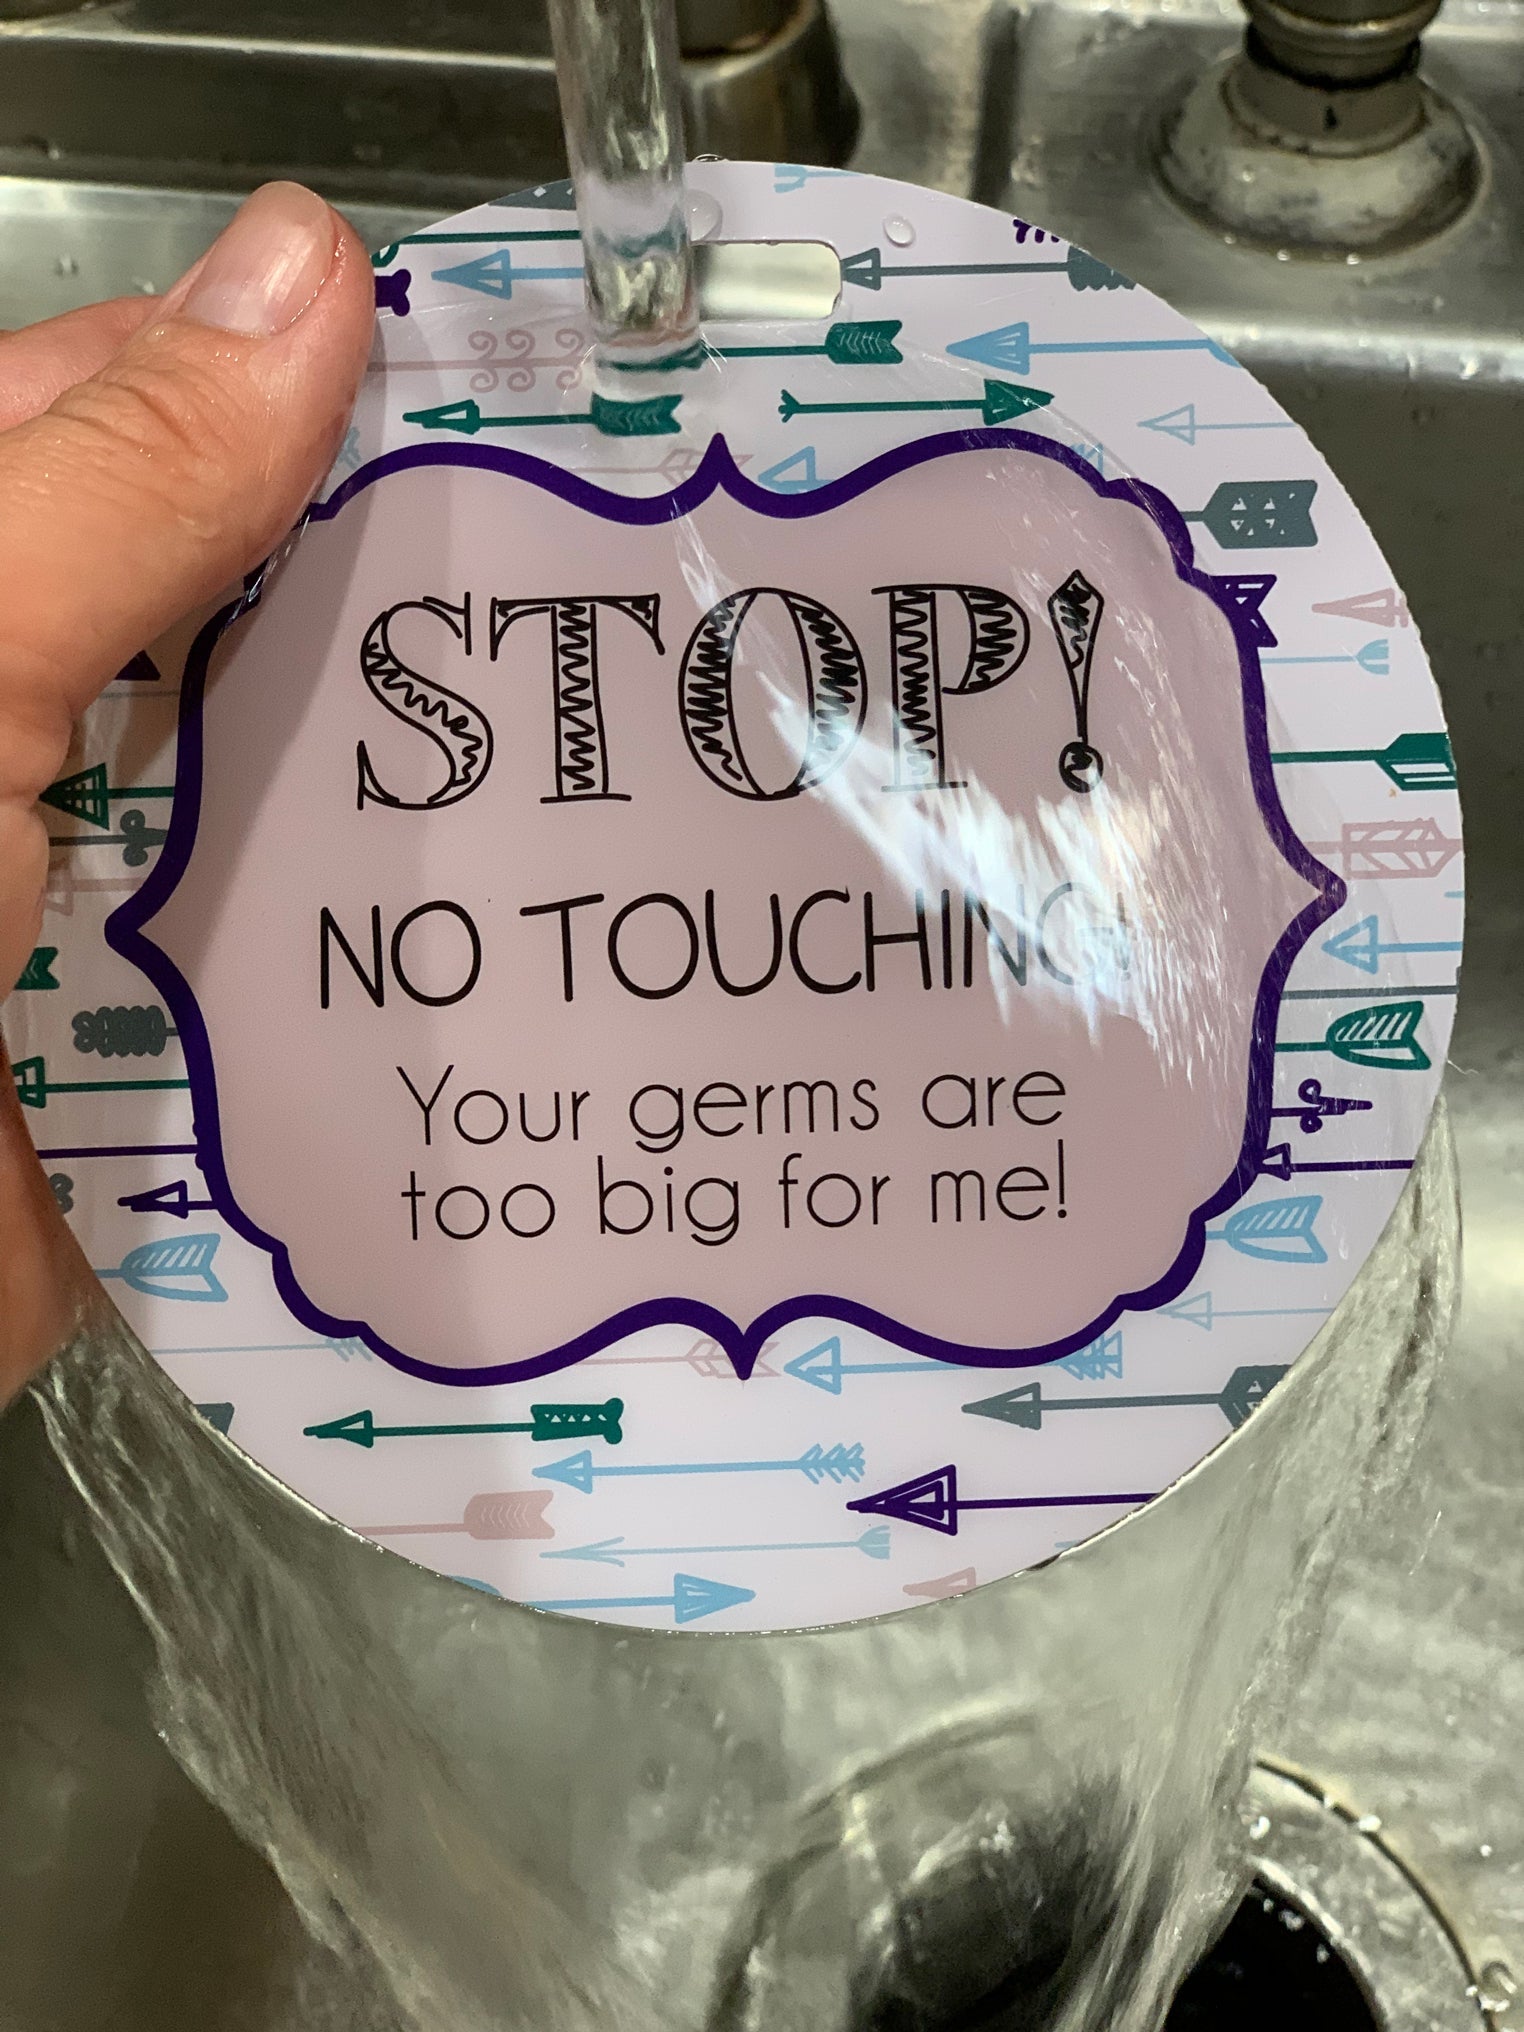 STOP!
NO TOUCHING!
Your germs are
too big for me!